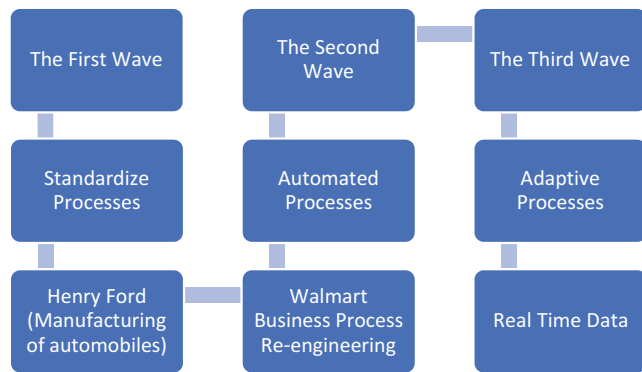 The First Wave
Standardize
Processes
Henry Ford
(Manufacturing
of automobiles)
The Second
Wave
Automated
Processes
Walmart
Business Process
Re-engineering
The Third Wave
Adaptive
Processes
Real Time Data